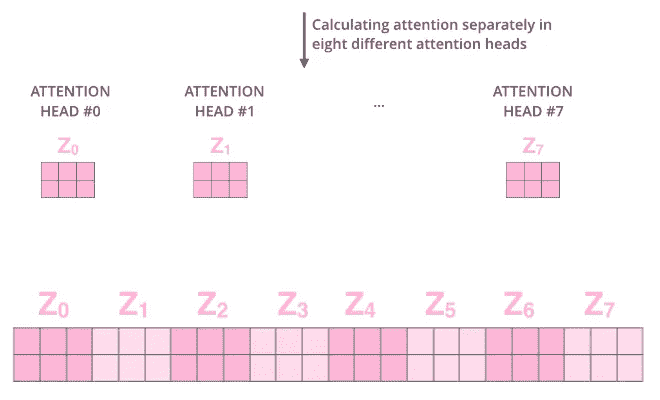 Calculating attention separately in
eight different attention heads
ATTENTION
HEAD #0
ATTENTION
HEAD #1
...
ATTENTION
HEAD #7
Z₀
Z₁
Z₇
Z₀ Z₁ Z₂ Z₃ Z₄ Z₅ Z₆ Z₇